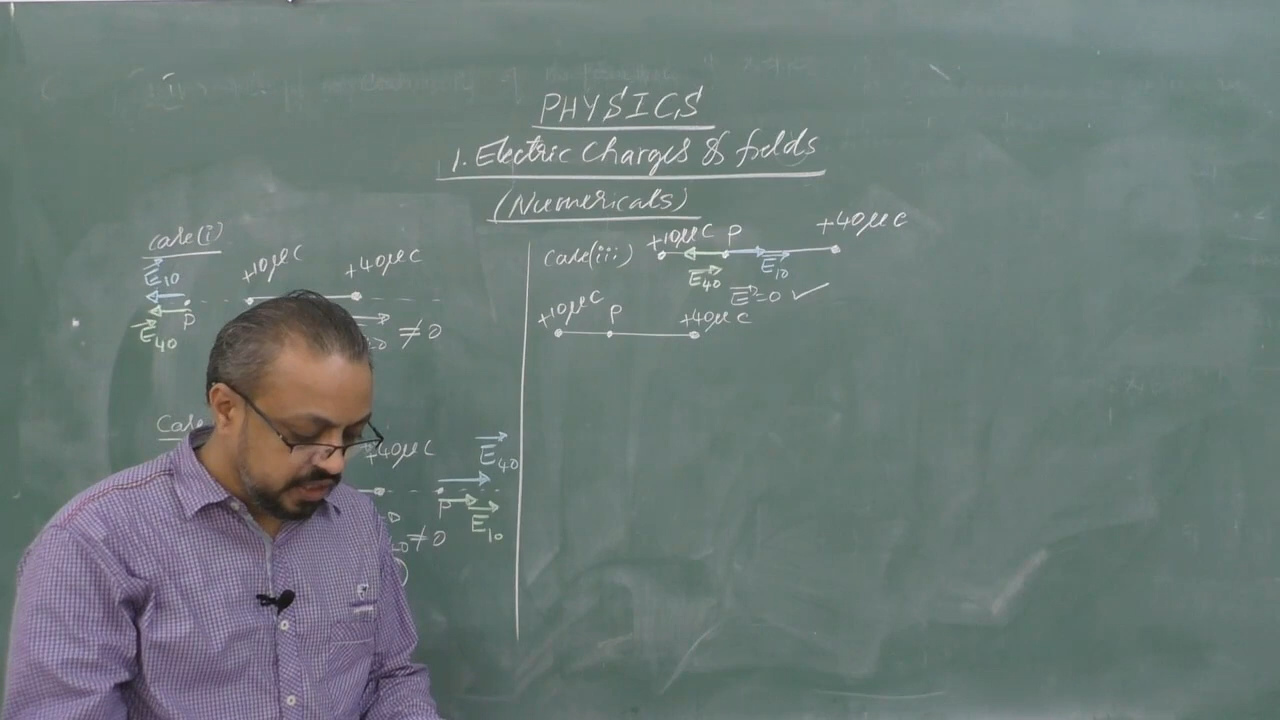 PHYSICS
1. Electric Charges & fields
(Numericals)
case(i)
E10
+10μC
+40μC
P
E40
≠0
Case
+40μC
E40
P
E10
≠0
case(iii)
+10μC P +40μC
E40 E10
E=0 ✓
+10μC P +40μC